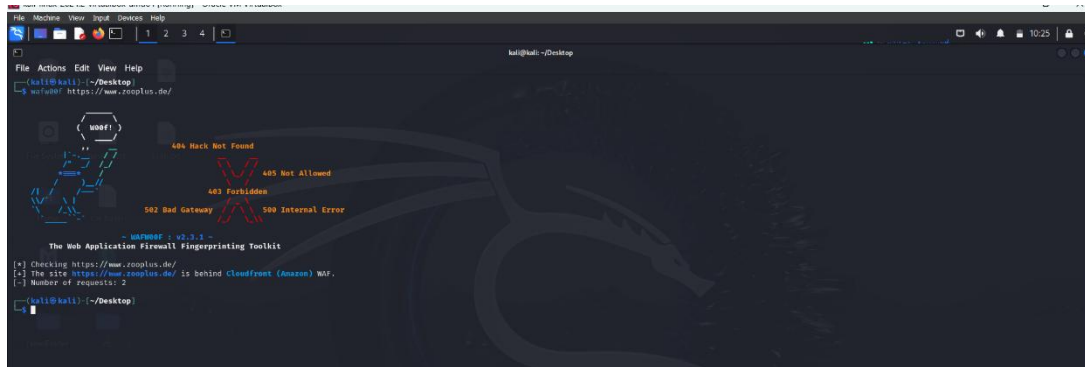 File Machine View Input Devices Help
1 2 3 4
10:25
kali@kali: ~/Desktop
File Actions Edit View Help
(kali㉿kali)-[~/Desktop]
$ wafw00f https://www.zooplus.de/
( W00f! )
404 Hack Not Found
405 Not Allowed
403 Forbidden
502 Bad Gateway
500 Internal Error
~ WAFW00F : v2.3.1 ~
The Web Application Firewall Fingerprinting Toolkit
[*] Checking https://www.zooplus.de/
[+] The site https://www.zooplus.de/ is behind Cloudfront (Amazon) WAF.
[~] Number of requests: 2
(kali㉿kali)-[~/Desktop]
$